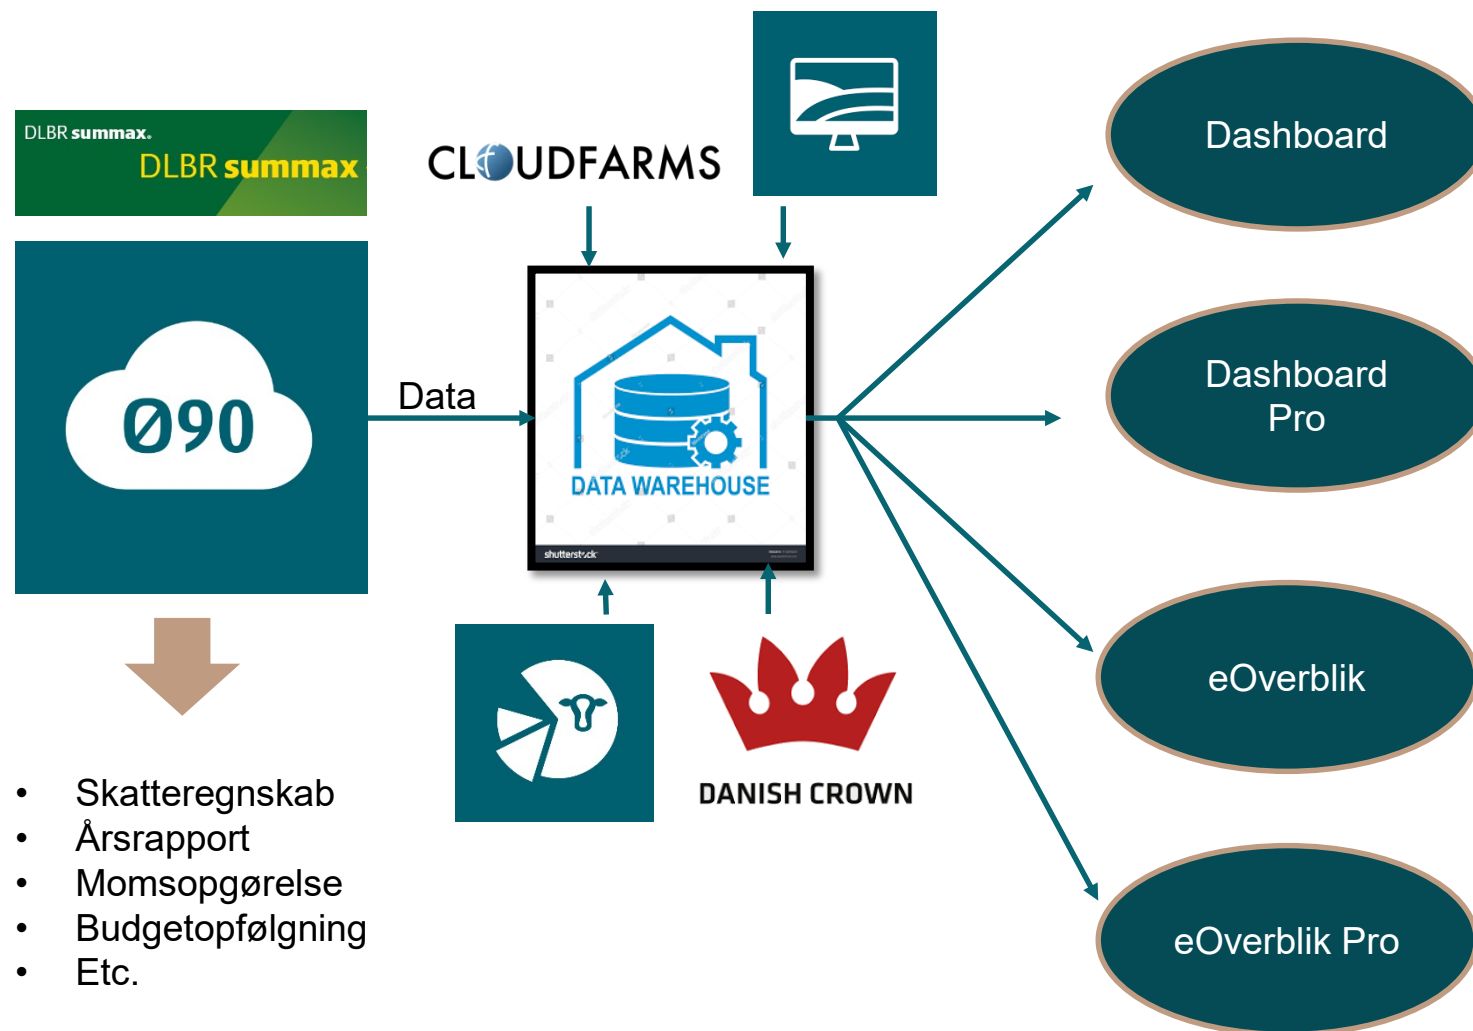 DLBR summax.
DLBR summax
CLOUDFARMS
Ø90
Data
DATA WAREHOUSE
shutterstock
DANISH CROWN
• Skatteregnskab
• Årsrapport
• Momsopgørelse
• Budgetopfølgning
• Etc.
Dashboard
Dashboard
Pro
eOverblik
eOverblik Pro